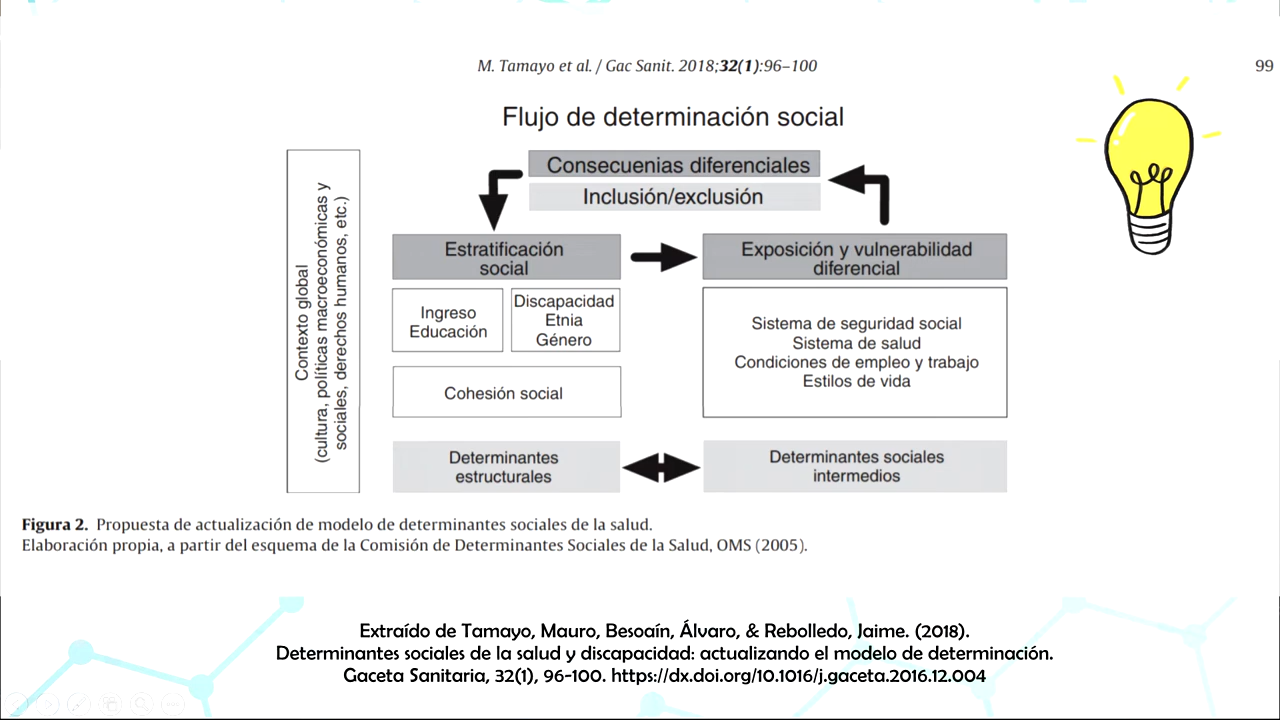 M. Tamayo et al. / Gac Sanit. 2018;32(1):96–100
99
Flujo de determinación social
Contexto global
(cultura, políticas macroeconómicas y
sociales, derechos humanos, etc.)
Consecuenias diferenciales
Inclusión/exclusión
Estratificación
social
Exposición y vulnerabilidad
diferencial
Ingreso
Educación
Discapacidad
Etnia
Género
Cohesión social
Sistema de seguridad social
Sistema de salud
Condiciones de empleo y trabajo
Estilos de vida
Determinantes
estructurales
Determinantes sociales
intermedios
Figura 2. Propuesta de actualización de modelo de determinantes sociales de la salud.
Elaboración propia, a partir del esquema de la Comisión de Determinantes Sociales de la Salud, OMS (2005).
Extraído de Tamayo, Mauro, Besoaín, Álvaro, & Rebolledo, Jaime. (2018).
Determinantes sociales de la salud y discapacidad: actualizando el modelo de determinación.
Gaceta Sanitaria, 32(1), 96-100. https://dx.doi.org/10.1016/j.gaceta.2016.12.004